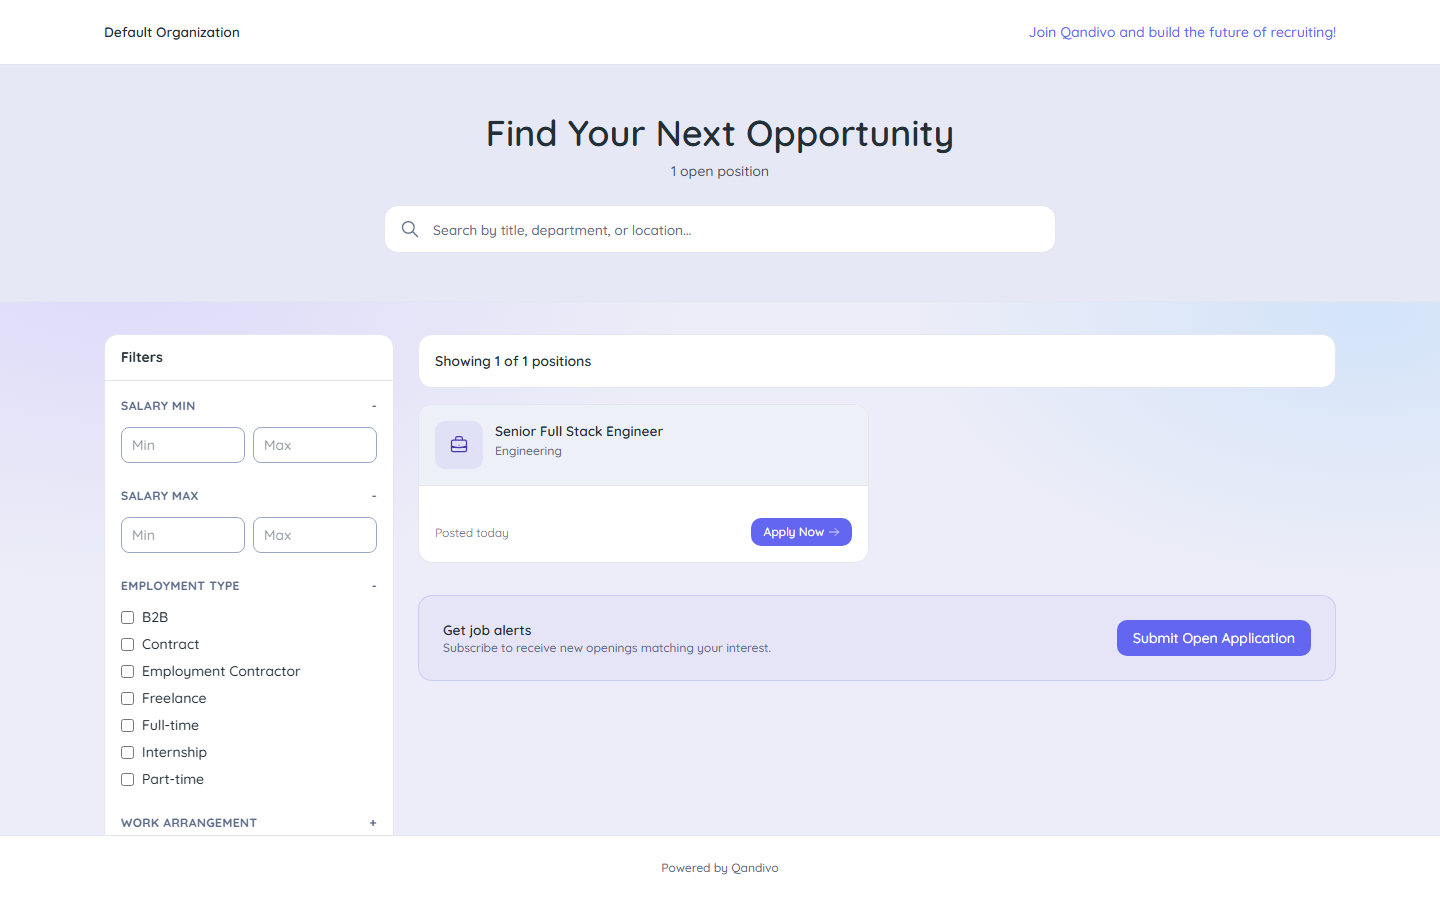 Default Organization
Join Qandivo and build the future of recruiting!
Find Your Next Opportunity
1 open position
Search by title, department, or location...
Filters
SALARY MIN -
Min Max
SALARY MAX -
Min Max
EMPLOYMENT TYPE -
B2B
Contract
Employment Contractor
Freelance
Full-time
Internship
Part-time
WORK ARRANGEMENT +
Showing 1 of 1 positions
Senior Full Stack Engineer
Engineering
Posted today
Apply Now →
Get job alerts
Subscribe to receive new openings matching your interest.
Submit Open Application
Powered by Qandivo